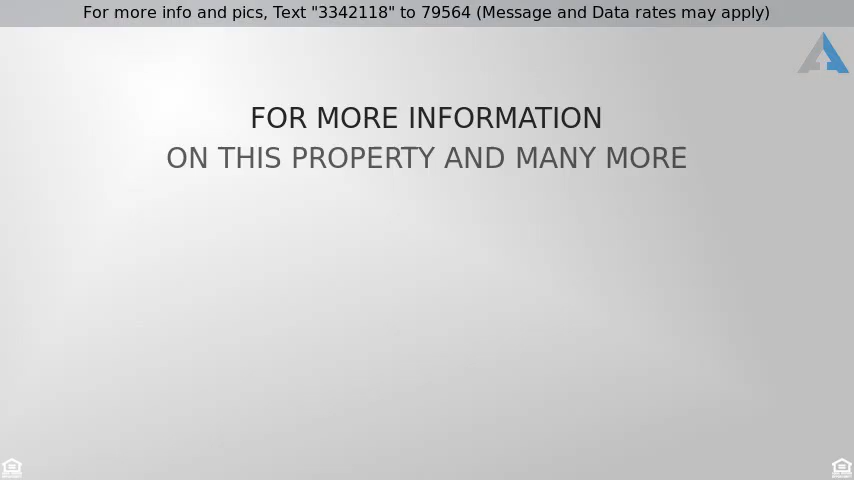 For more info and pics, Text "3342118" to 79564 (Message and Data rates may apply)
FOR MORE INFORMATION
ON THIS PROPERTY AND MANY MORE